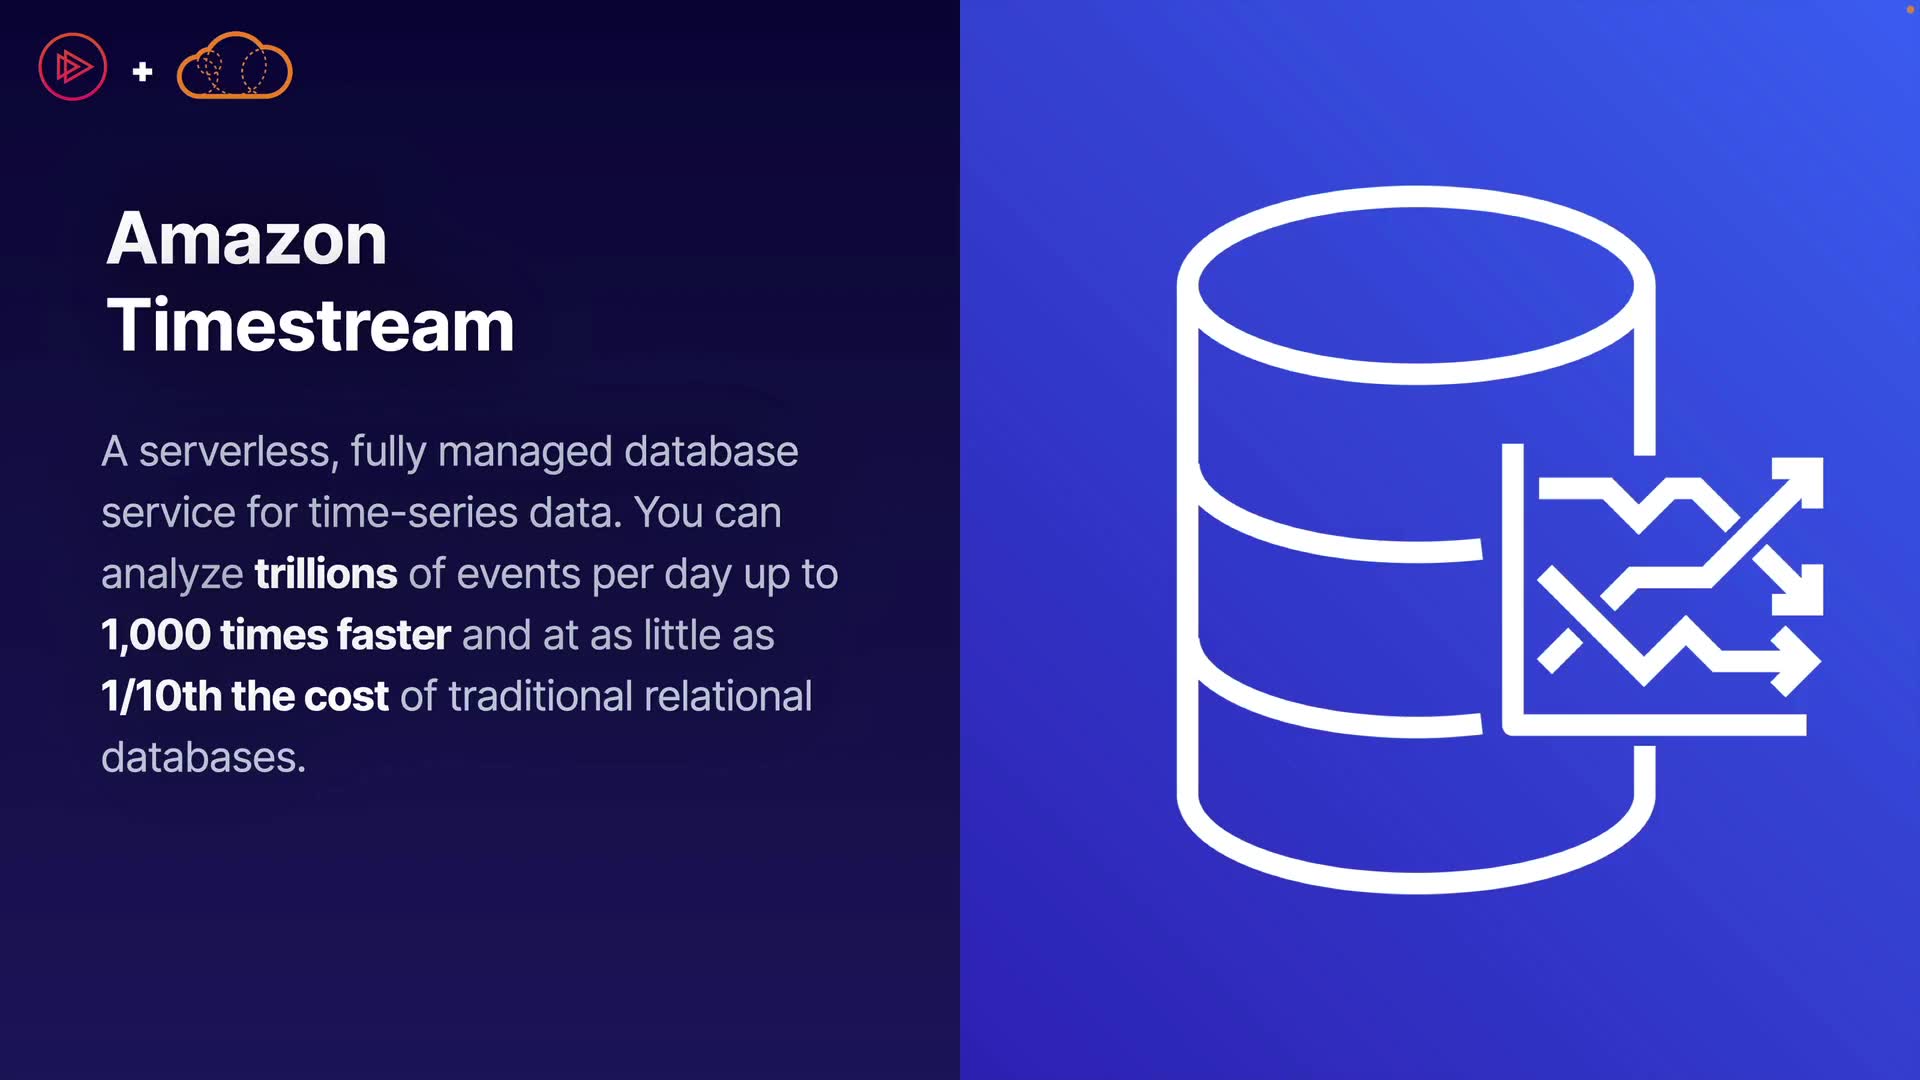 Amazon
Timestream
A serverless, fully managed database
service for time-series data. You can
analyze trillions of events per day up to
1,000 times faster and at as little as
1/10th the cost of traditional relational
databases.